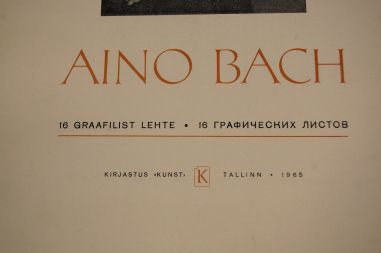 AINO BACH
16 GRAAFILIST LEHTE • 16 ГРАФИЧЕСКИХ ЛИСТОВ
KIRJASTUS «KUNST» K TALLINN • 1965